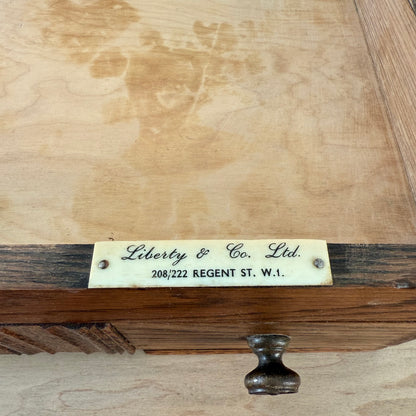 Liberty & Co. Ltd.
208/222 REGENT ST. W.1.